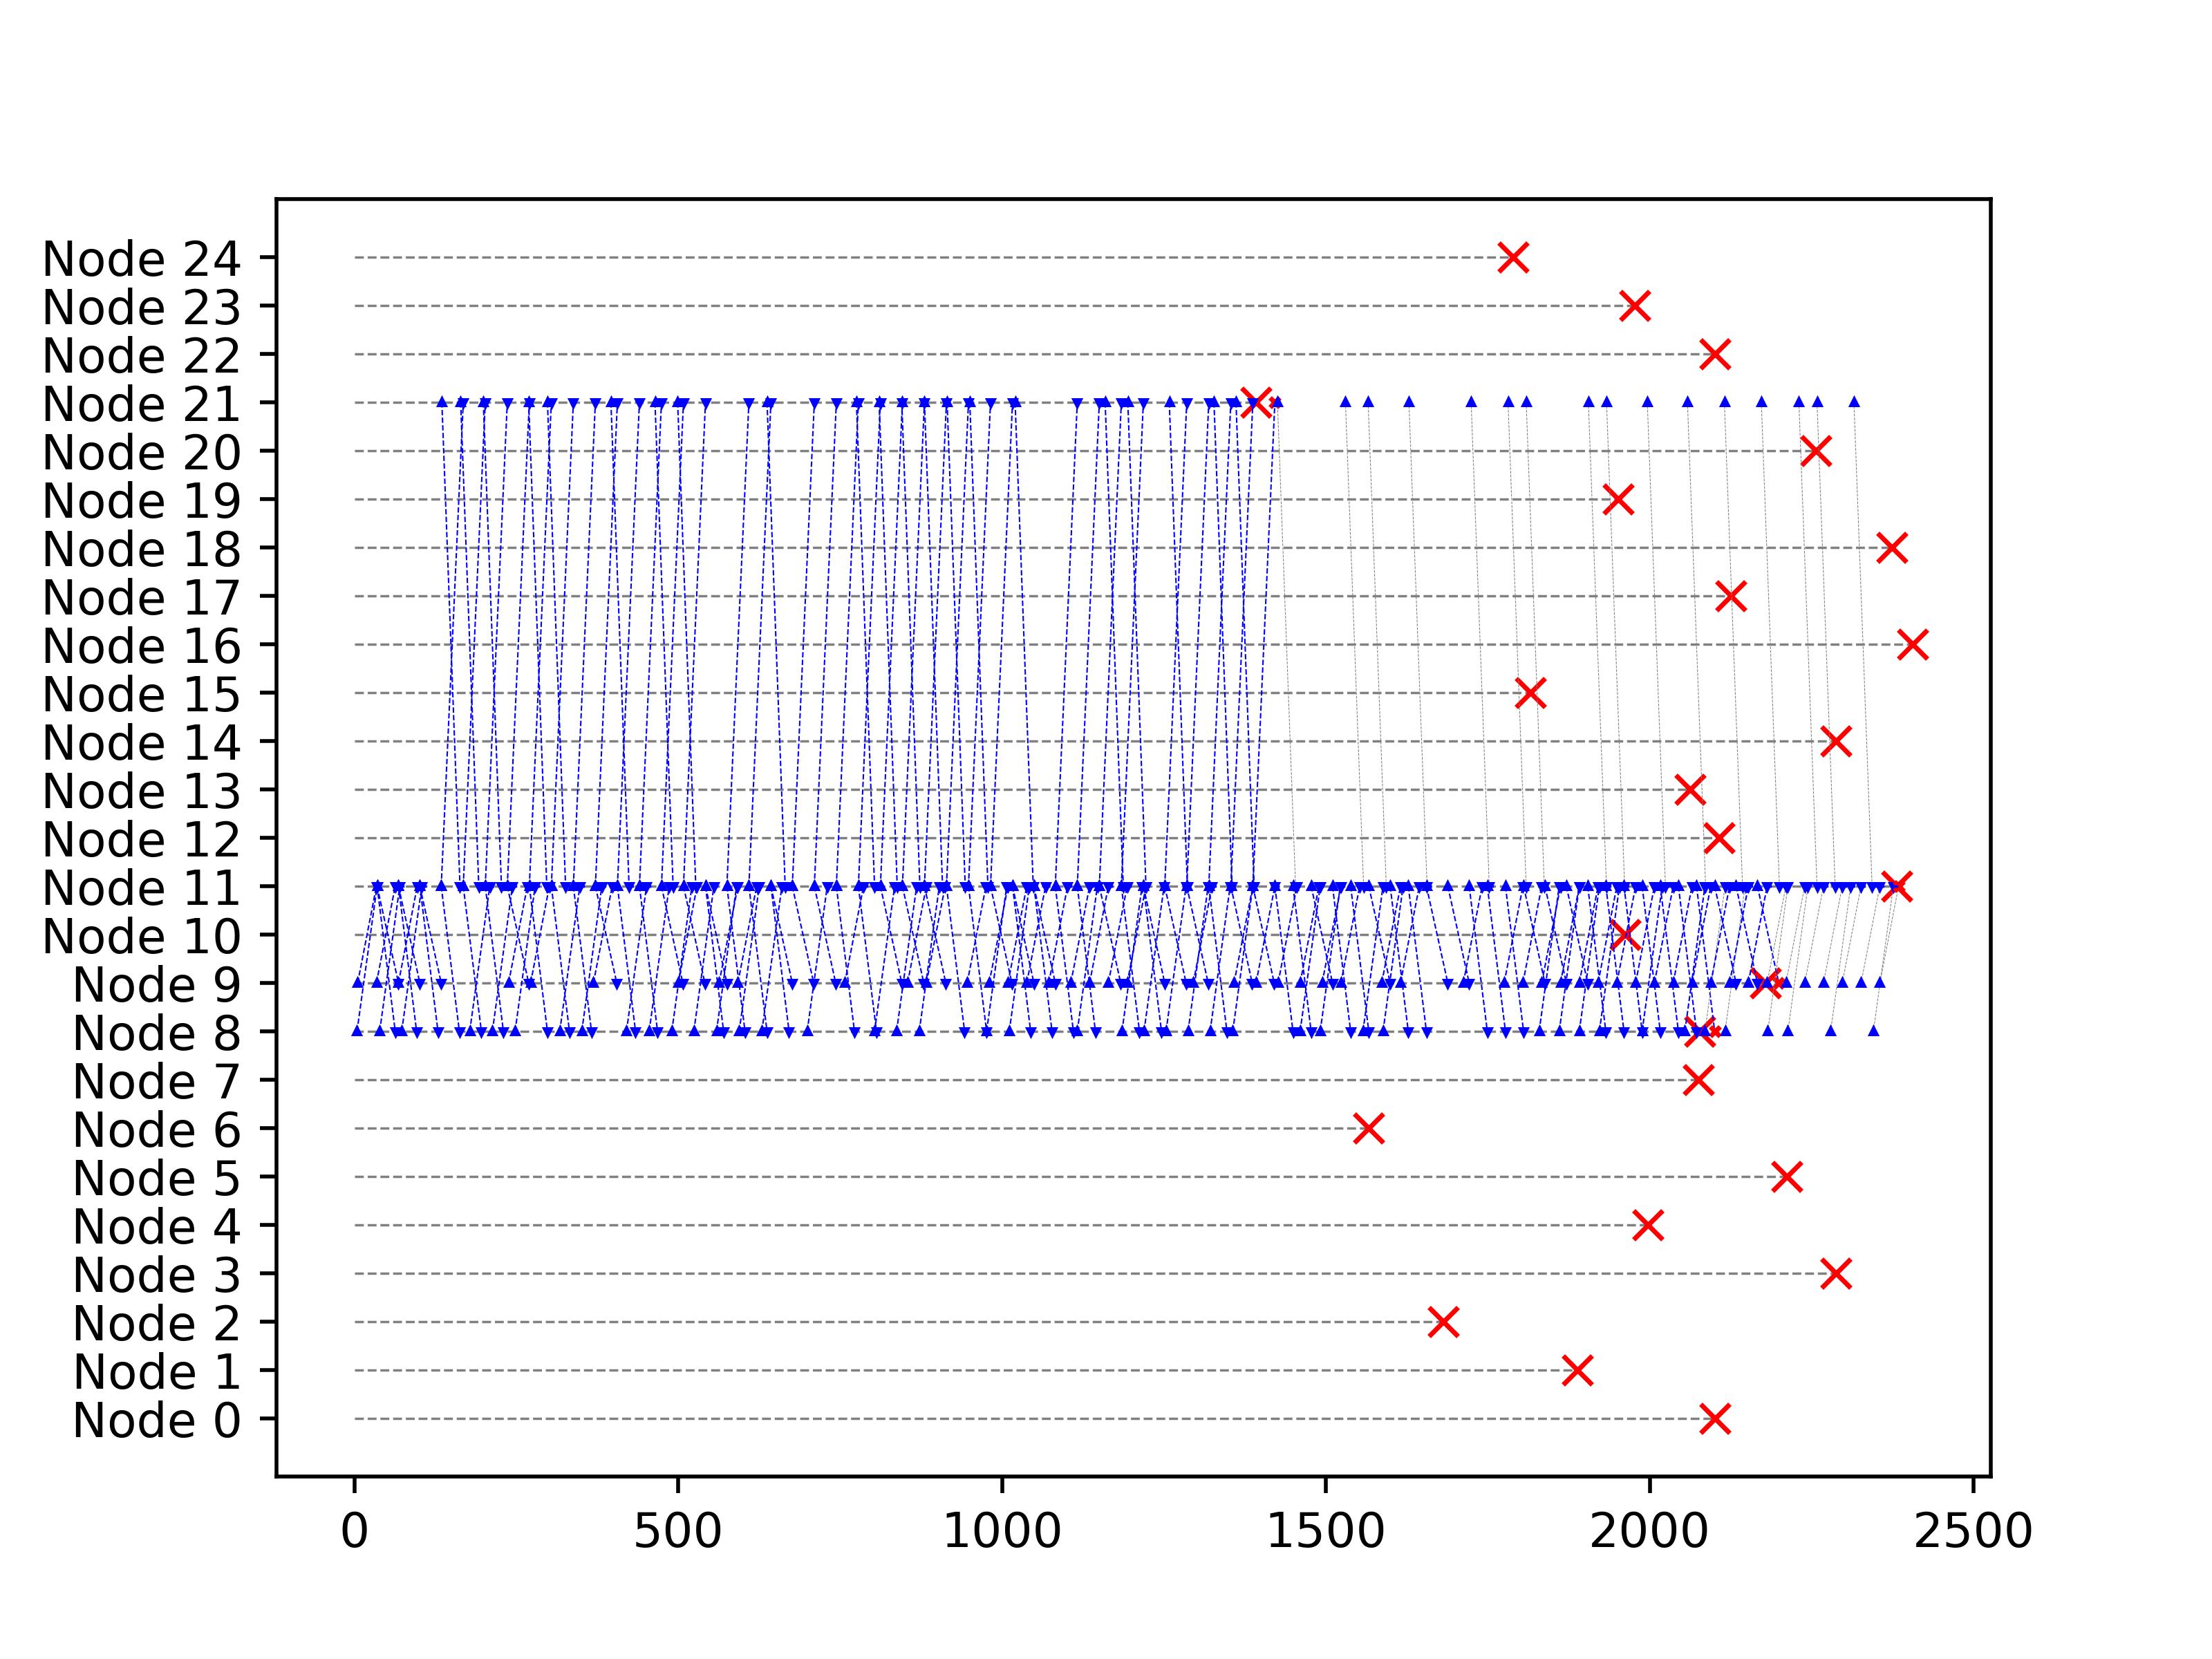 Node 24
Node 23
Node 22
Node 21
Node 20
Node 19
Node 18
Node 17
Node 16
Node 15
Node 14
Node 13
Node 12
Node 11
Node 10
Node 9
Node 8
Node 7
Node 6
Node 5
Node 4
Node 3
Node 2
Node 1
Node 0
0 500 1000 1500 2000 2500